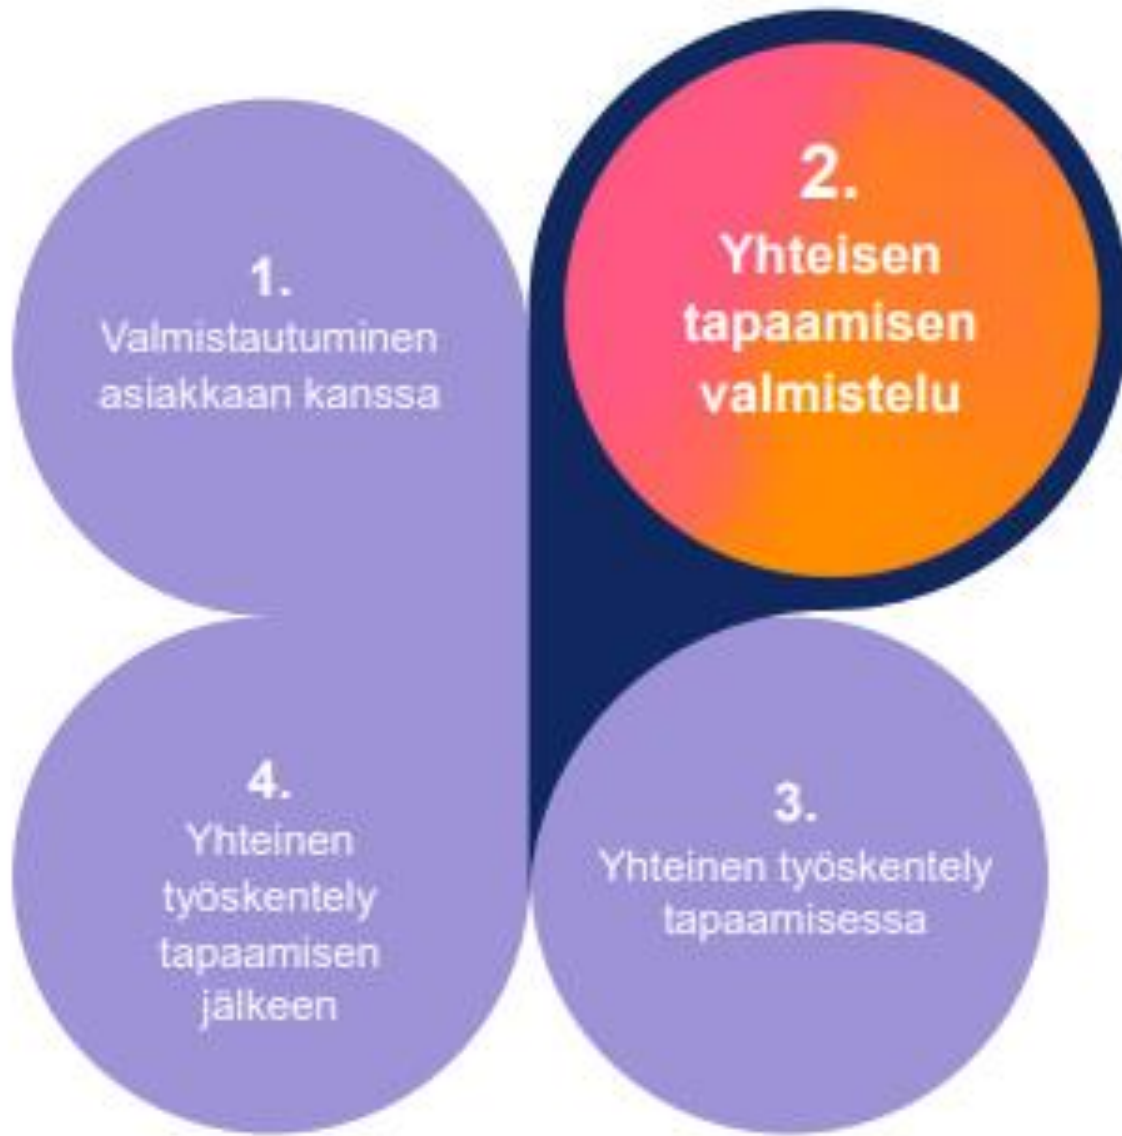 1.
Valmistautuminen
asiakkaan kanssa
2.
Yhteisen
tapaamisen
valmistelu
3.
Yhteinen työskentely
tapaamisessa
4.
Yhteinen
työskentely
tapaamisen
jälkeen